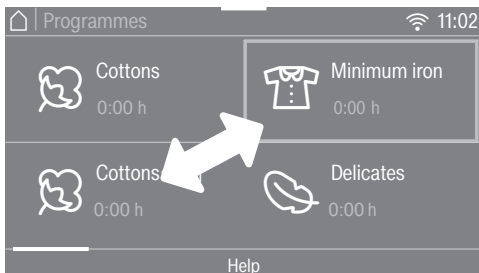 Programmes 11:02
Cottons Minimum iron
0:00 h 0:00 h
Cottons Delicates
0:00 h 0:00 h
Help